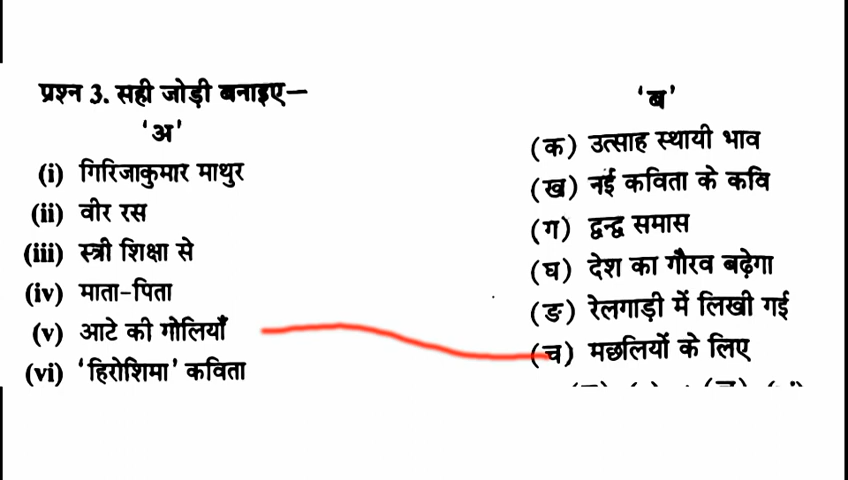 प्रश्न 3. सही जोड़ी बनाइए—
'अ'
(i) गिरिजाकुमार माथुर
(ii) वीर रस
(iii) स्त्री शिक्षा से
(iv) माता-पिता
(v) आटे की गोलियाँ
(vi) 'हिरोशिमा' कविता
'ब'
(क) उत्साह स्थायी भाव
(ख) नई कविता के कवि
(ग) द्वन्द्व समास
(घ) देश का गौरव बढ़ेगा
(ङ) रेलगाड़ी में लिखी गई
(च) मछलियों के लिए